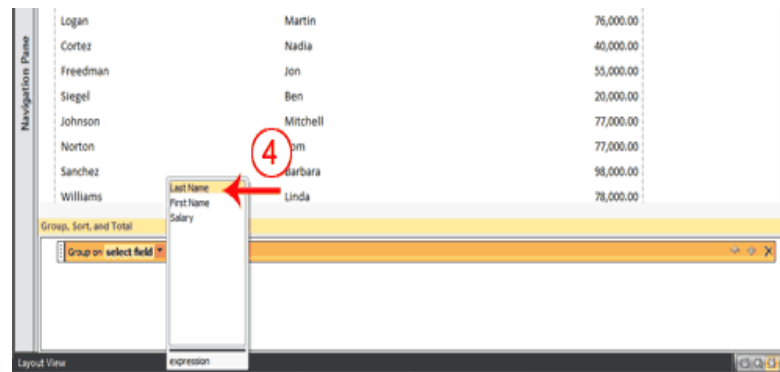 Logan Martin 76,000.00
Cortez Nadia 40,000.00
Freedman Jon 55,000.00
Siegel Ben 20,000.00
Johnson Mitchell 77,000.00
Norton 77,000.00
Sanchez Barbara 98,000.00
Williams Linda 78,000.00
Navigation Pane
4
Last Name
First Name
Salary
expression
Group, Sort, and Total
Group on select field
Layout View